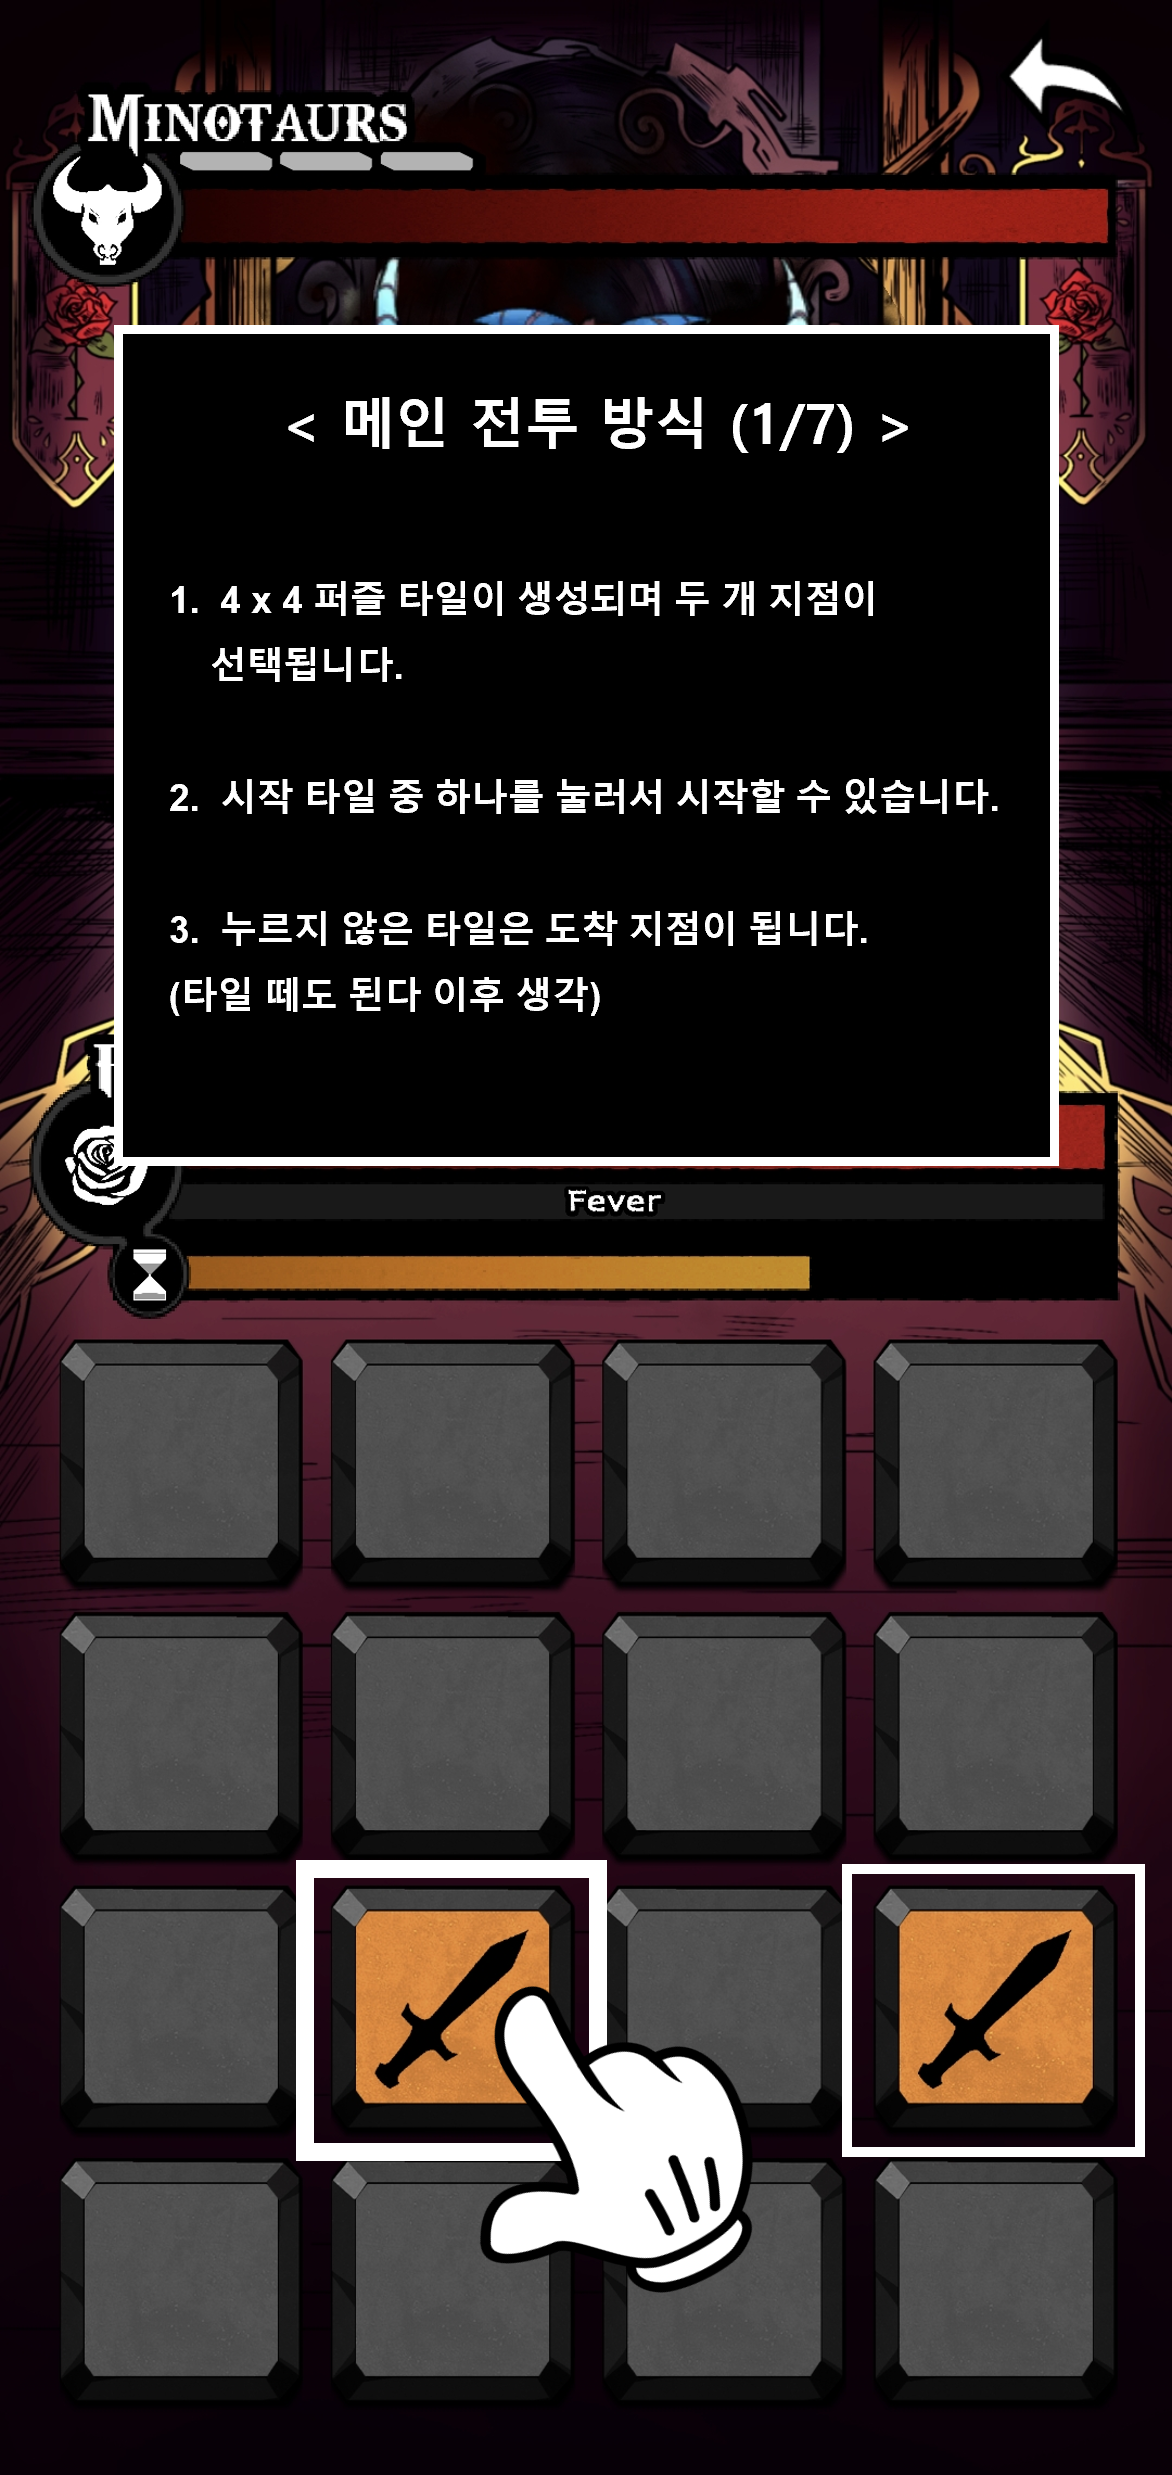 MINOTAURS
< 메인 전투 방식 (1/7) >
1. 4 x 4 퍼즐 타일이 생성되며 두 개 지점이
선택됩니다.
2. 시작 타일 중 하나를 눌러서 시작할 수 있습니다.
3. 누르지 않은 타일은 도착 지점이 됩니다.
(타일 떼도 된다 이후 생각)
Fever